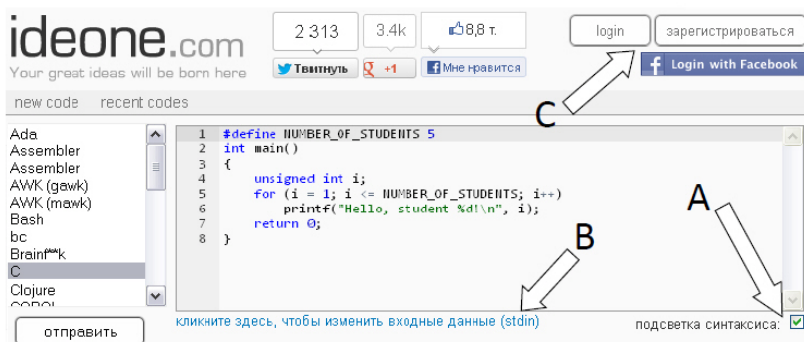 ideone.com
Your great ideas will be born here
2 313
3.4k
8,8 т.
Твитнуть
+1
Мне нравится
login
зарегистрироваться
Login with Facebook
C
new code recent codes
Ada
Assembler
Assembler
AWK (gawk)
AWK (mawk)
Bash
bc
Brainf**k
C
Clojure
COBOL
1 #define NUMBER_OF_STUDENTS 5
2 int main()
3 {
4 unsigned int i;
5 for (i = 1; i <= NUMBER_OF_STUDENTS; i++)
6 printf("Hello, student %d!\n", i);
7 return 0;
8 }
A
B
кликните здесь, чтобы изменить входные данные (stdin)
подсветка синтаксиса:
отправить